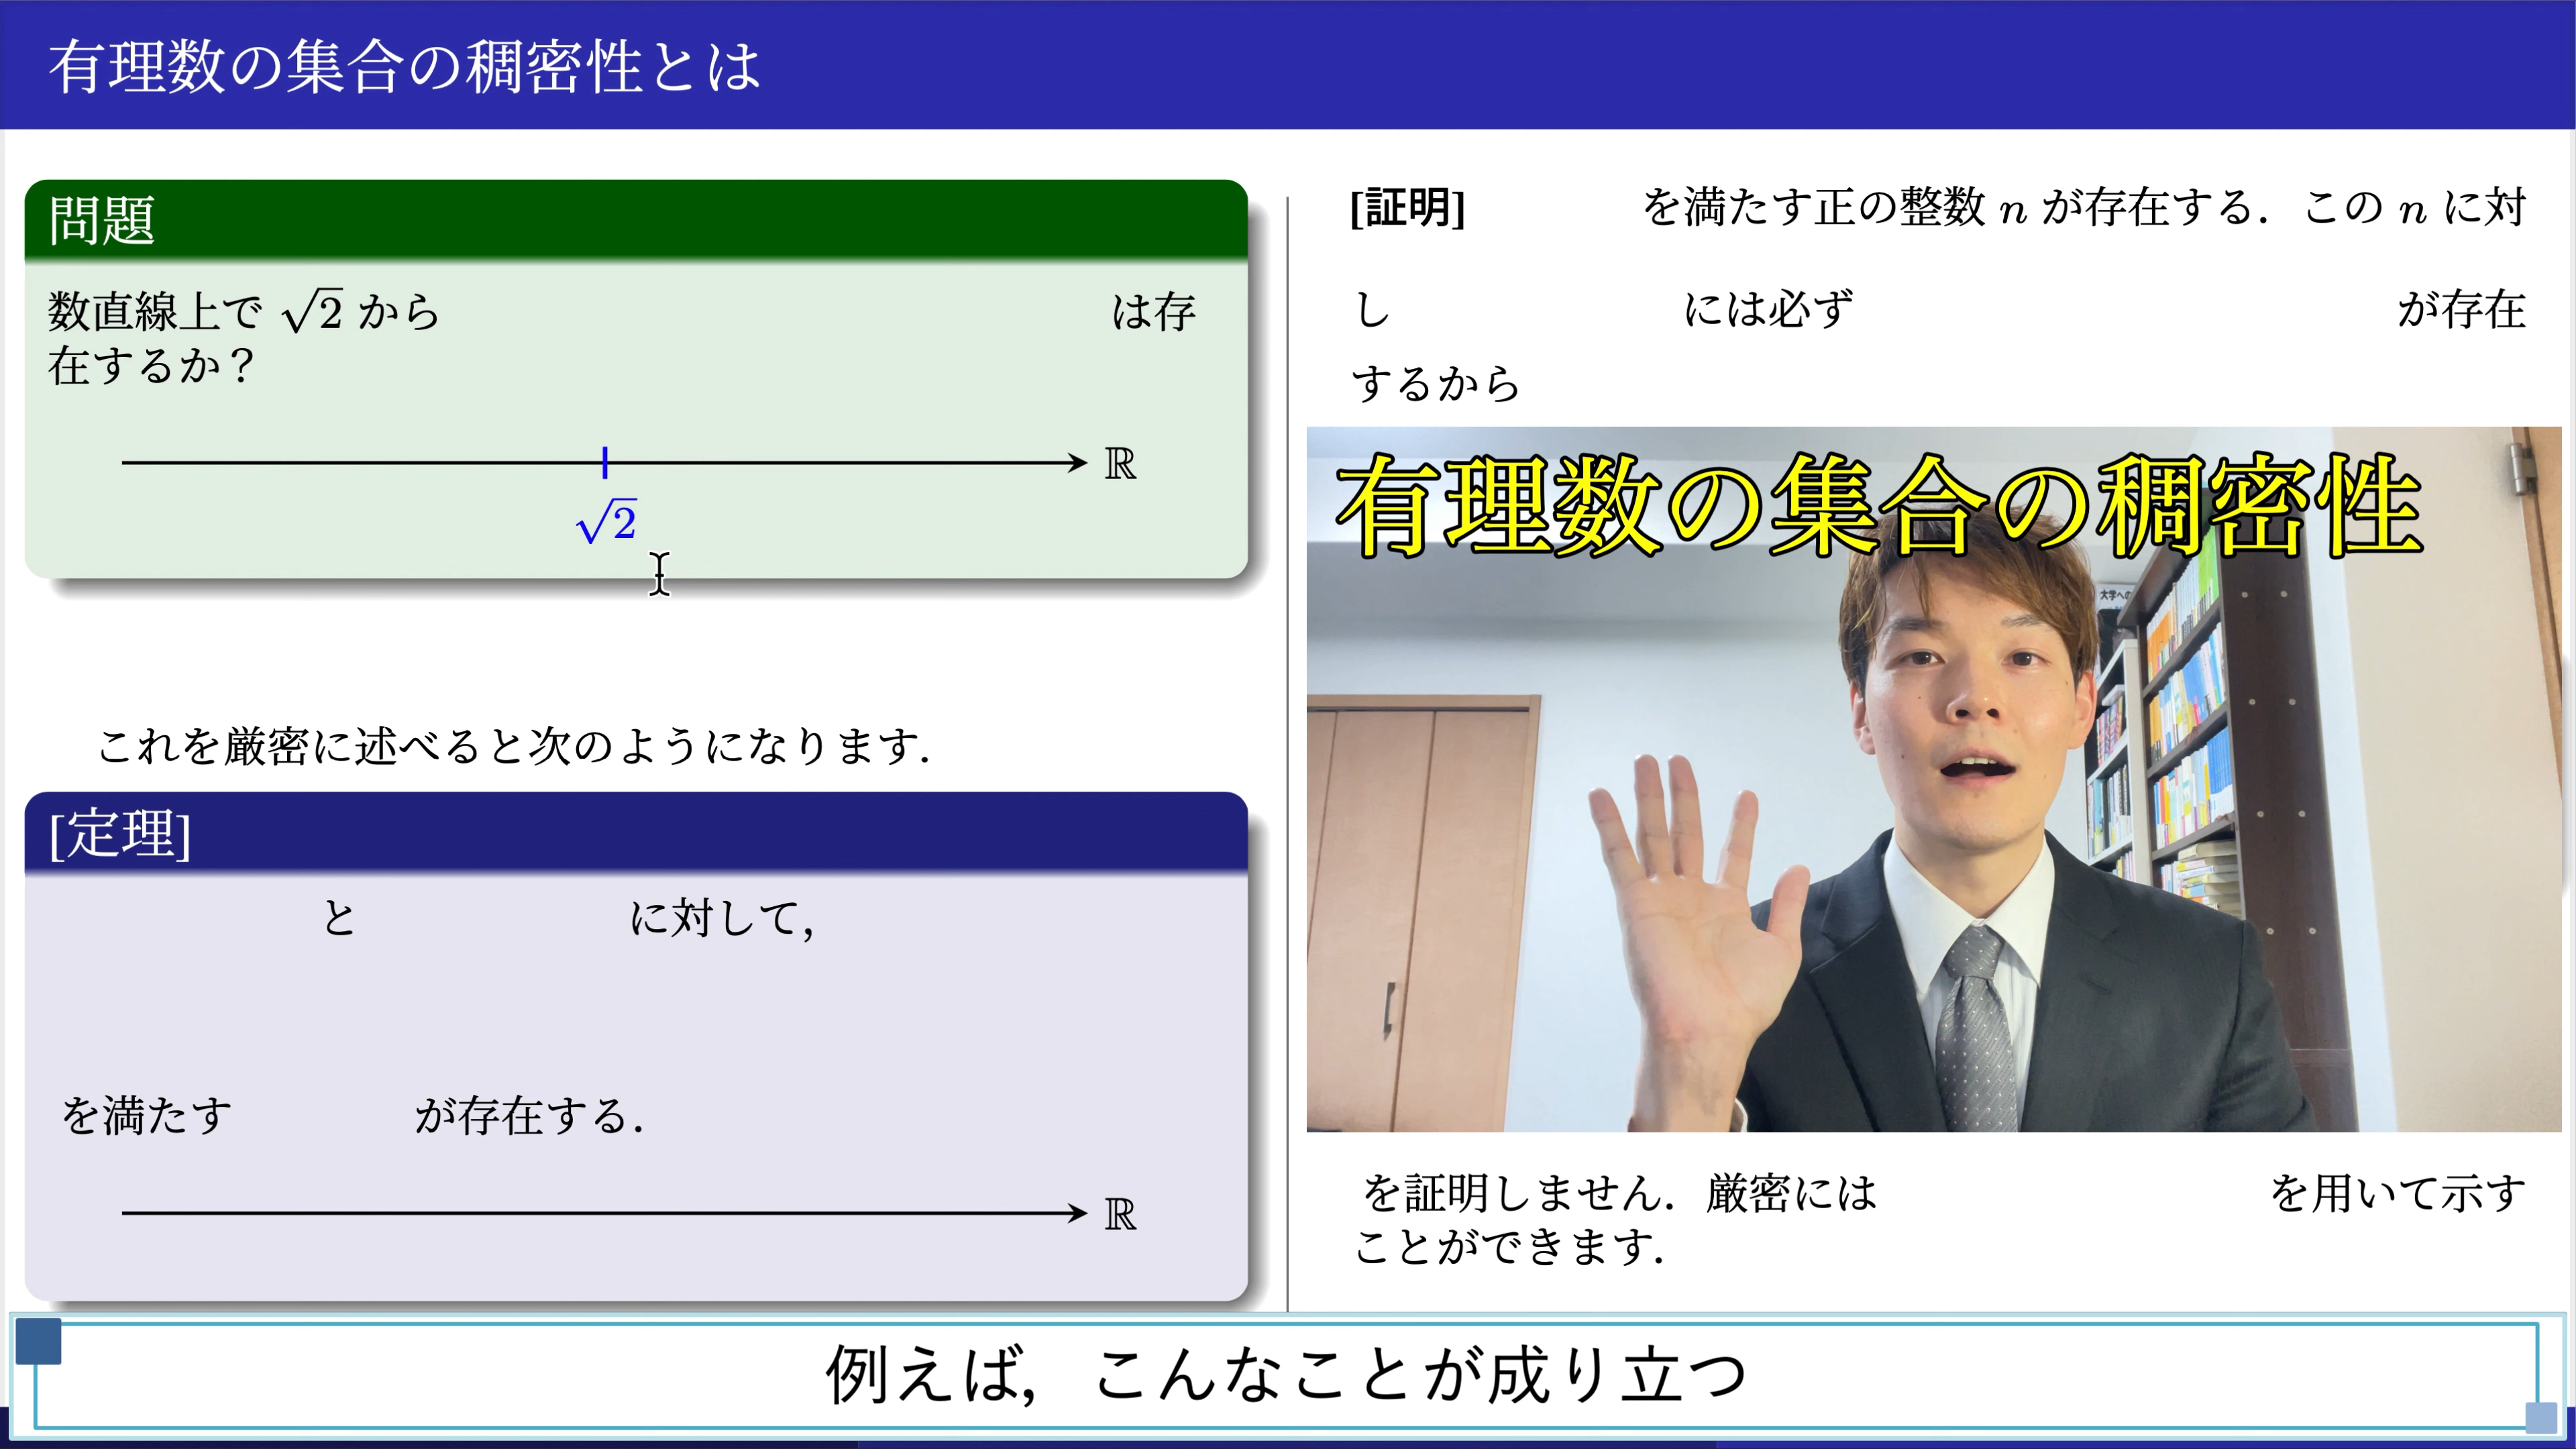 有理数の集合の稠密性とは
問題
数直線上で √2 から は存
在するか？
ℝ
√2
これを厳密に述べると次のようになります.
[定理]
と に対して,
を満たす が存在する.
ℝ
[証明] を満たす正の整数 n が存在する. この n に対
し には必ず が存在
するから
有理数の集合の稠密性
大学への
を証明しません. 厳密には を用いて示す
ことができます.
例えば, こんなことが成り立つ